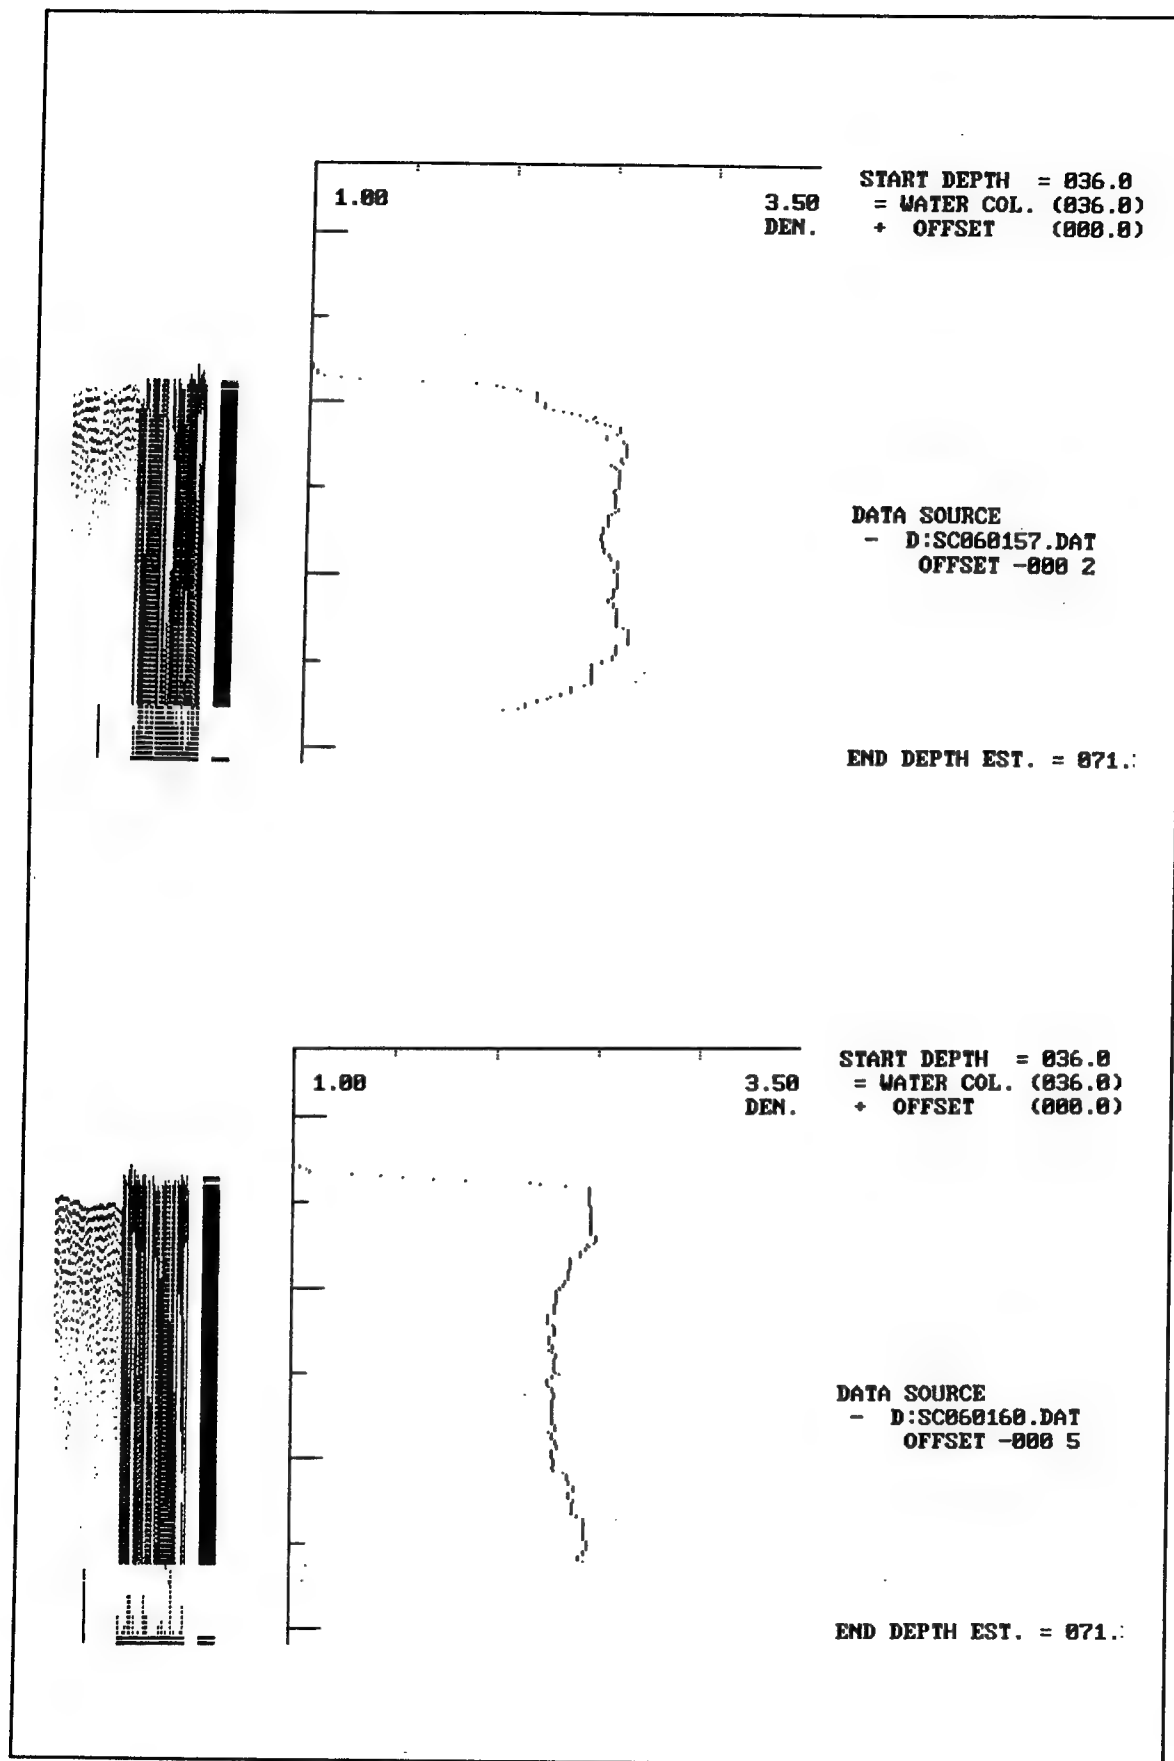 1.00
3.50
DEN.
START DEPTH = 036.0
= WATER COL. (036.0)
+ OFFSET (000.0)
DATA SOURCE
- D:SC060157.DAT
OFFSET -000 2
END DEPTH EST. = 071.
1.00
3.50
DEN.
START DEPTH = 036.0
= WATER COL. (036.0)
+ OFFSET (000.0)
DATA SOURCE
- D:SC060160.DAT
OFFSET -000 5
END DEPTH EST. = 071.